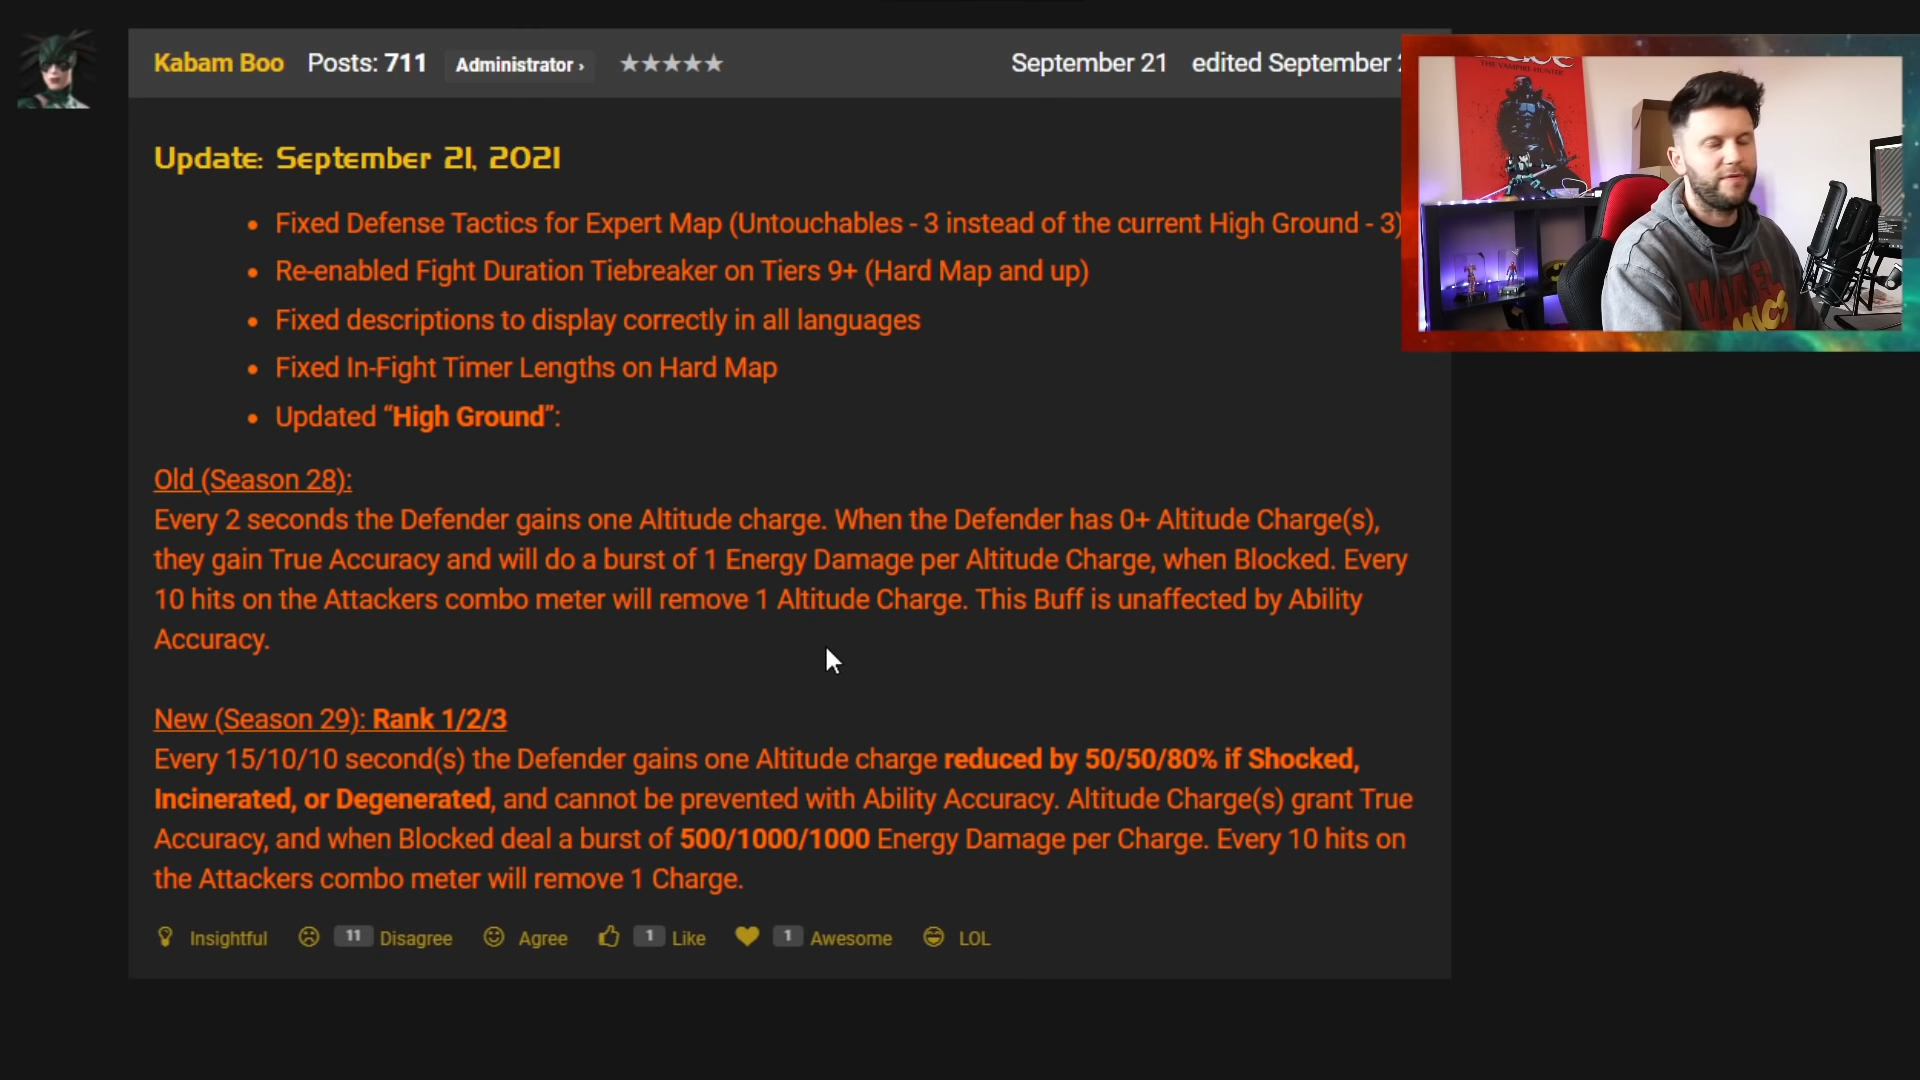 Kabam Boo Posts: 711 Administrator › ★★★★★ September 21 edited September
THE VAMPIRE HUNTER
Update: September 21, 2021
• Fixed Defense Tactics for Expert Map (Untouchables - 3 instead of the current High Ground - 3)
• Re-enabled Fight Duration Tiebreaker on Tiers 9+ (Hard Map and up)
• Fixed descriptions to display correctly in all languages
• Fixed In-Fight Timer Lengths on Hard Map
• Updated “High Ground”:
Old (Season 28):
Every 2 seconds the Defender gains one Altitude charge. When the Defender has 0+ Altitude Charge(s),
they gain True Accuracy and will do a burst of 1 Energy Damage per Altitude Charge, when Blocked. Every
10 hits on the Attackers combo meter will remove 1 Altitude Charge. This Buff is unaffected by Ability
Accuracy.
New (Season 29): Rank 1/2/3
Every 15/10/10 second(s) the Defender gains one Altitude charge reduced by 50/50/80% if Shocked,
Incinerated, or Degenerated, and cannot be prevented with Ability Accuracy. Altitude Charge(s) grant True
Accuracy, and when Blocked deal a burst of 500/1000/1000 Energy Damage per Charge. Every 10 hits on
the Attackers combo meter will remove 1 Charge.
Insightful 11 Disagree Agree 1 Like 1 Awesome LOL